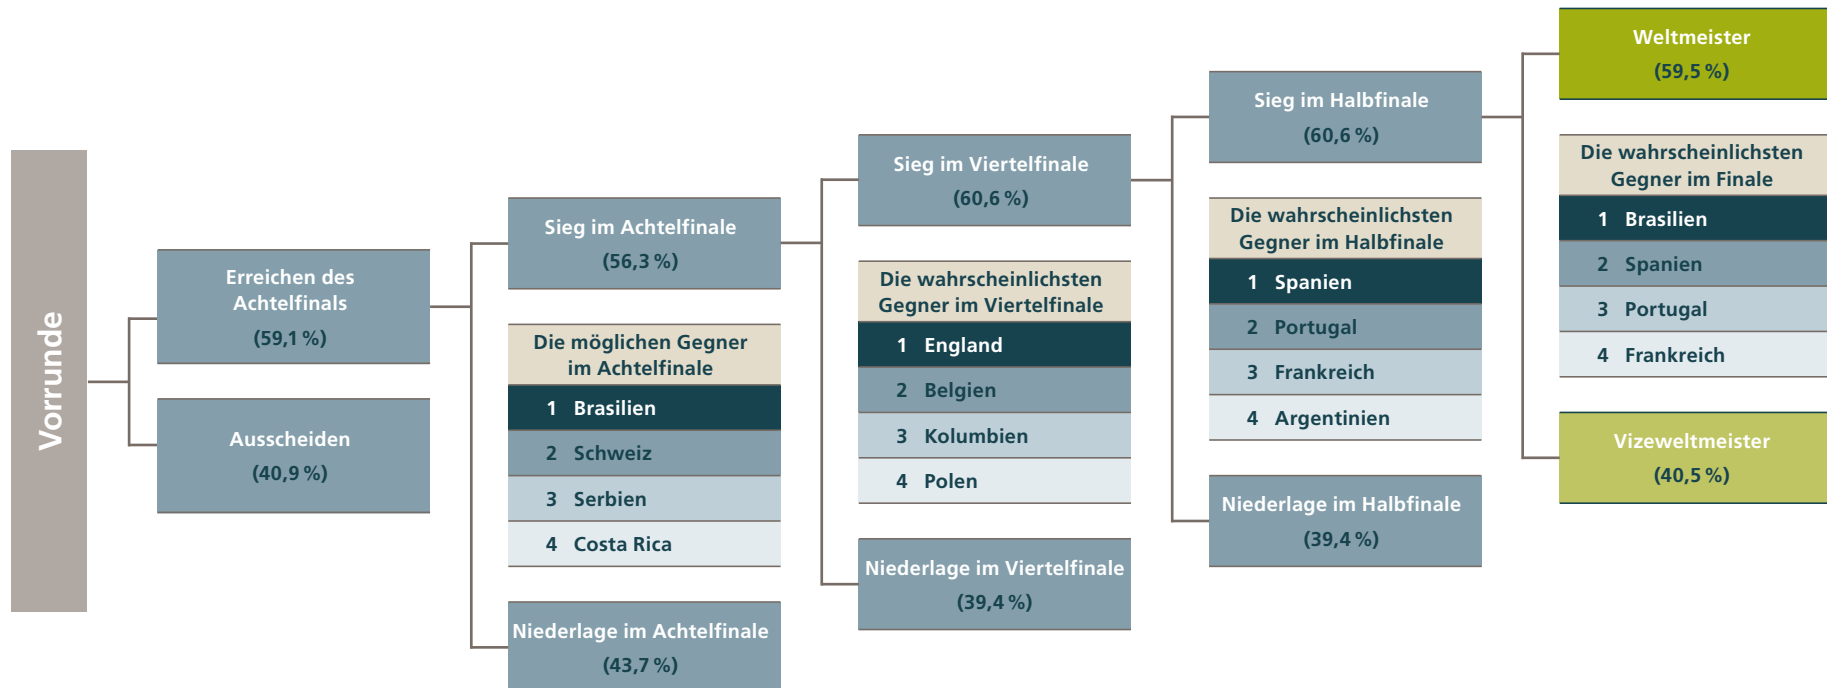 Vorrunde
Erreichen des
Achtelfinals
(59,1 %)
Ausscheiden
(40,9 %)
Sieg im Achtelfinale
(56,3 %)
Die möglichen Gegner
im Achtelfinale
1 Brasilien
2 Schweiz
3 Serbien
4 Costa Rica
Niederlage im Achtelfinale
(43,7 %)
Sieg im Viertelfinale
(60,6 %)
Die wahrscheinlichsten
Gegner im Viertelfinale
1 England
2 Belgien
3 Kolumbien
4 Polen
Niederlage im Viertelfinale
(39,4 %)
Sieg im Halbfinale
(60,6 %)
Die wahrscheinlichsten
Gegner im Halbfinale
1 Spanien
2 Portugal
3 Frankreich
4 Argentinien
Niederlage im Halbfinale
(39,4 %)
Weltmeister
(59,5 %)
Die wahrscheinlichsten
Gegner im Finale
1 Brasilien
2 Spanien
3 Portugal
4 Frankreich
Vizeweltmeister
(40,5 %)